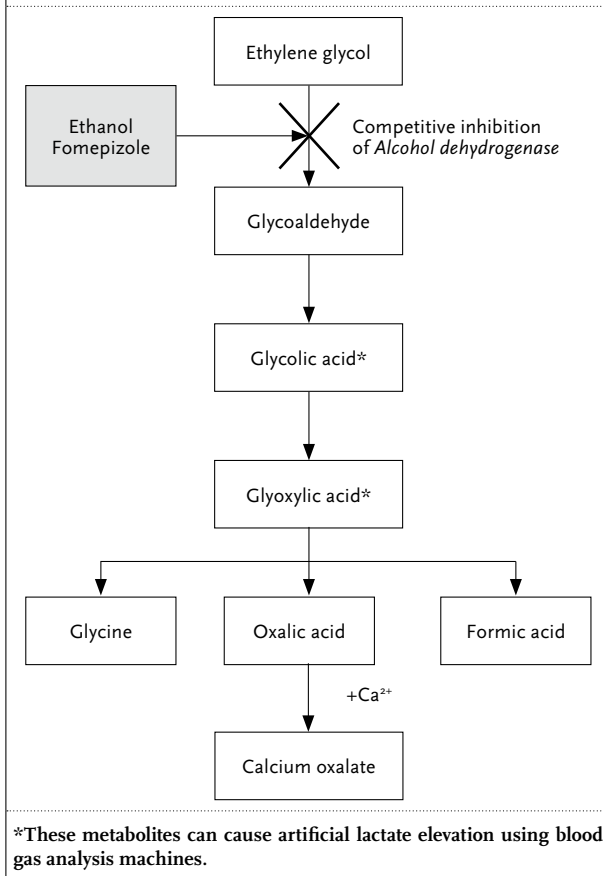 Ethylene glycol
Ethanol
Fomepizole
Competitive inhibition
of Alcohol dehydrogenase
Glycoaldehyde
Glycolic acid*
Glyoxylic acid*
Glycine
Oxalic acid
Formic acid
+Ca²⁺
Calcium oxalate
*These metabolites can cause artificial lactate elevation using blood
gas analysis machines.